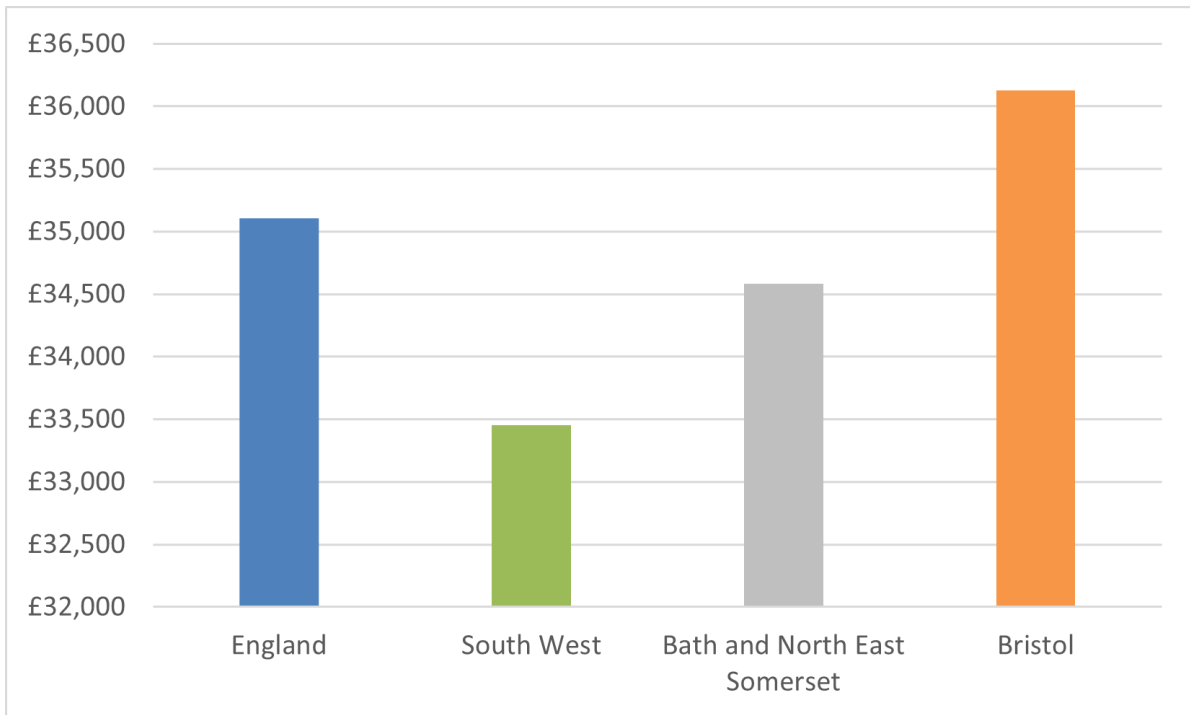 £36,500
£36,000
£35,500
£35,000
£34,500
£34,000
£33,500
£33,000
£32,500
£32,000
England
South West
Bath and North East
Somerset
Bristol